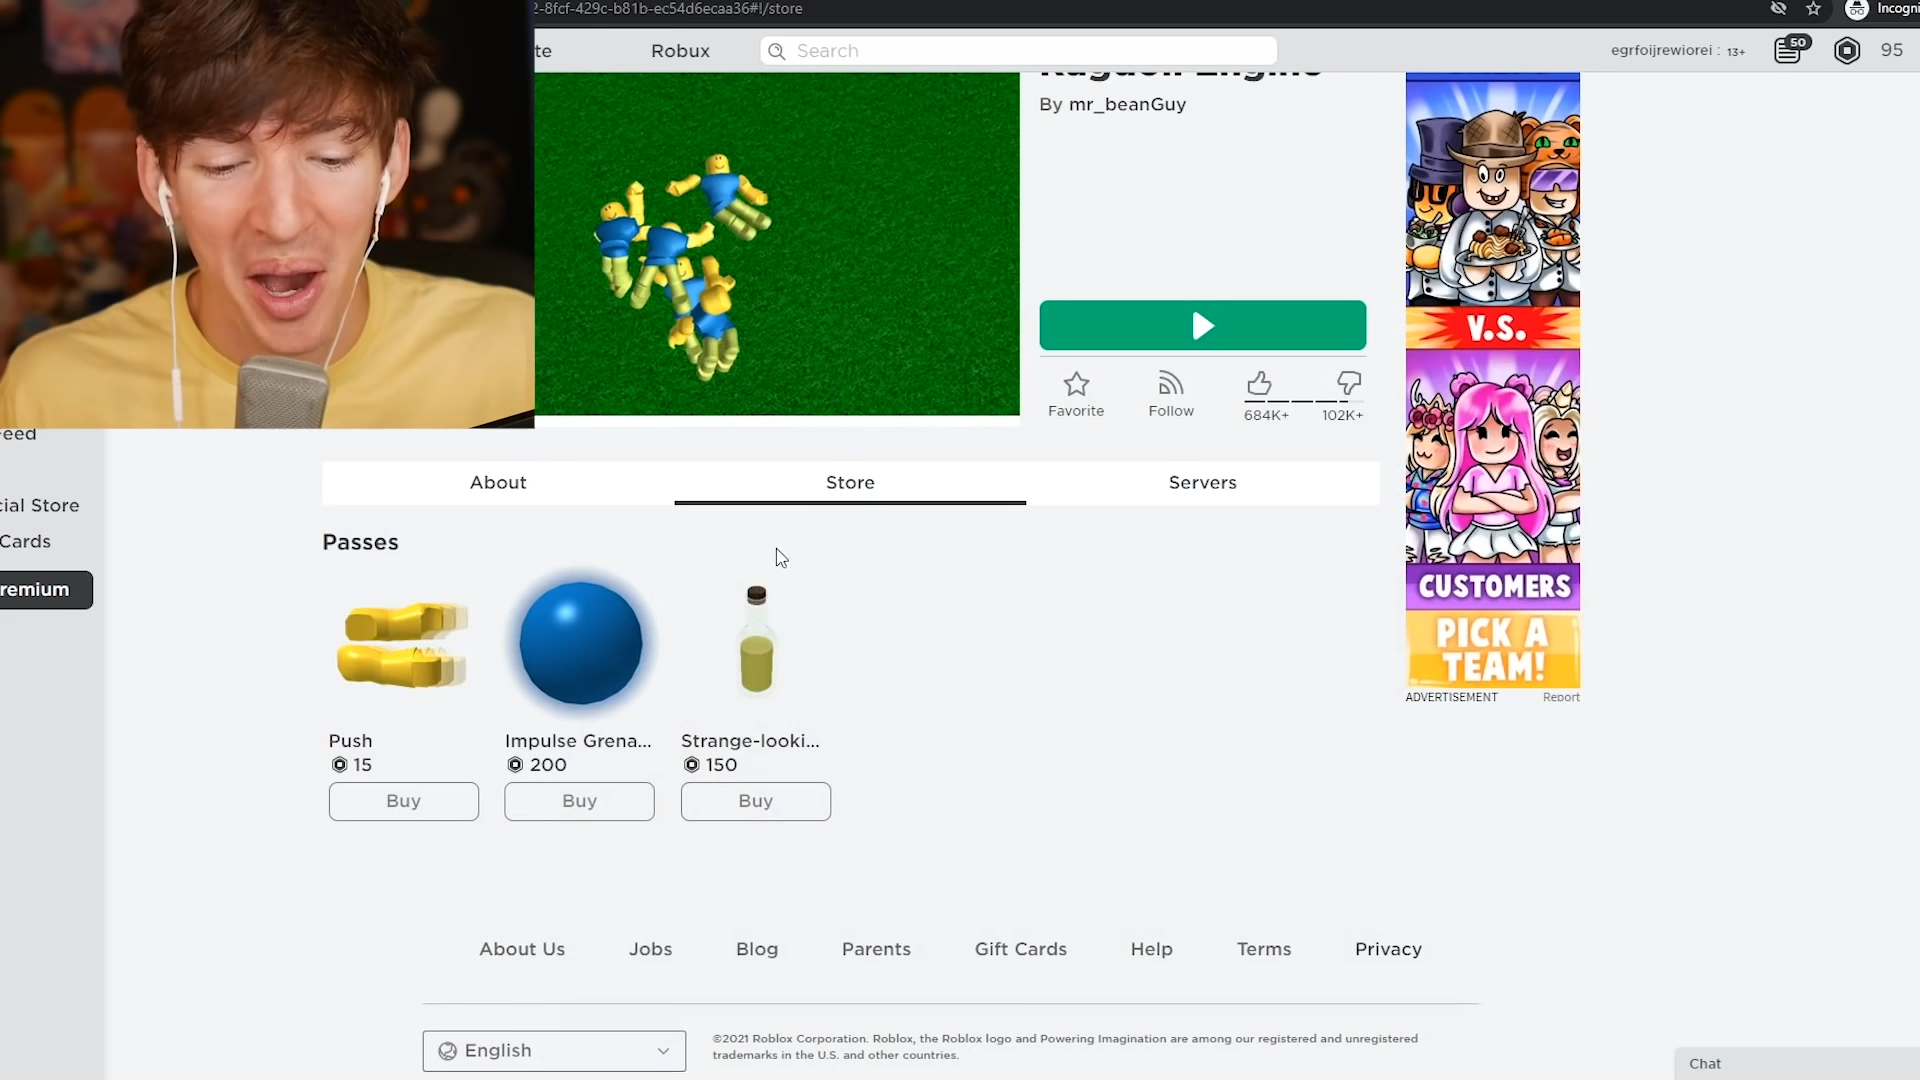 2-8fcf-429c-b81b-ec54d6ecaa36#!/store
Incogni
te
Robux
Search
egrfoijrewiorei : 13+
50
95
Ragdoll Engine
By mr_beanGuy
Favorite
Follow
684K+
102K+
V.S.
CUSTOMERS
PICK A
TEAM!
ADVERTISEMENT
Report
eed
cial Store
Cards
remium
About
Store
Servers
Passes
Push
15
Buy
Impulse Grena...
200
Buy
Strange-looki...
150
Buy
About Us
Jobs
Blog
Parents
Gift Cards
Help
Terms
Privacy
English
©2021 Roblox Corporation. Roblox, the Roblox logo and Powering Imagination are among our registered and unregistered
trademarks in the U.S. and other countries.
Chat